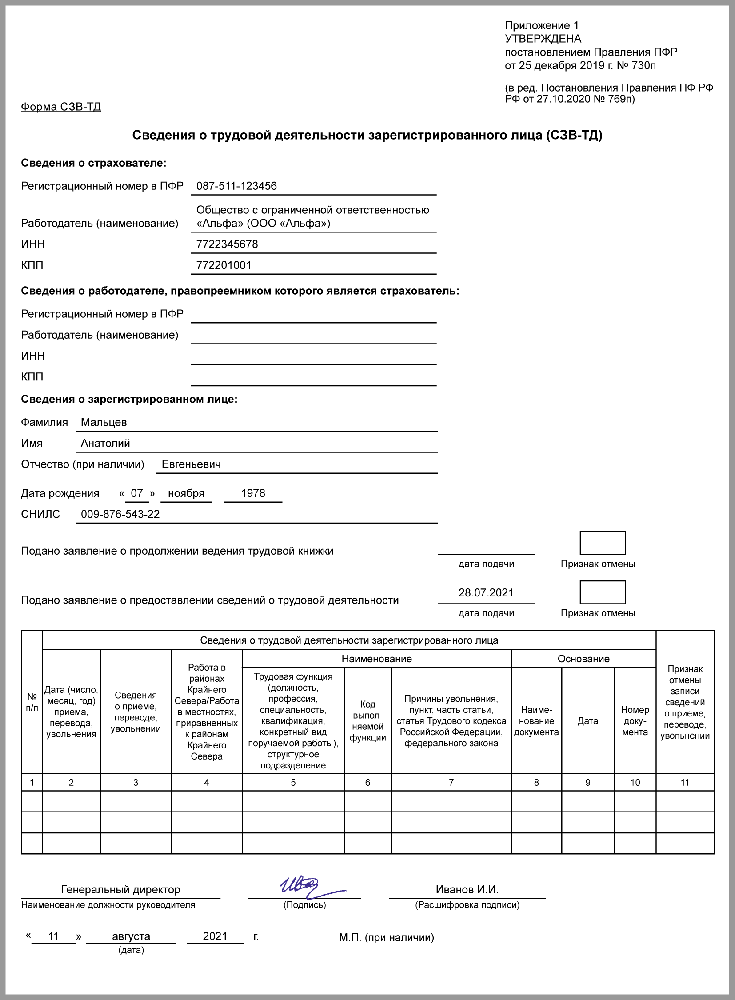 Приложение 1
УТВЕРЖДЕНА
постановлением Правления ПФР
от 25 декабря 2019 г. № 730п
(в ред. Постановления Правления ПФ РФ
РФ от 27.10.2020 № 769п)
Форма СЗВ-ТД
Сведения о трудовой деятельности зарегистрированного лица (СЗВ-ТД)
Сведения о страхователе:
Регистрационный номер в ПФР 087-511-123456
Общество с ограниченной ответственностью
Работодатель (наименование) «Альфа» (ООО «Альфа»)
ИНН 7722345678
КПП 772201001
Сведения о работодателе, правопреемником которого является страхователь:
Регистрационный номер в ПФР
Работодатель (наименование)
ИНН
КПП
Сведения о зарегистрированном лице:
Фамилия Мальцев
Имя Анатолий
Отчество (при наличии) Евгеньевич
Дата рождения « 07 » ноября 1978
СНИЛС 009-876-543-22
Подано заявление о продолжении ведения трудовой книжки
дата подачи Признак отмены
28.07.2021
Подано заявление о предоставлении сведений о трудовой деятельности
дата подачи Признак отмены
№
п/п
Сведения о трудовой деятельности зарегистрированного лица
Дата (число,
месяц, год)
приема,
перевода,
увольнения
Сведения
о приеме,
переводе,
увольнении
Работа в
районах
Крайнего
Севера/Работа
в местностях,
приравненных
к районам
Крайнего
Севера
Наименование
Трудовая функция
(должность,
профессия,
специальность,
квалификация,
конкретный вид
поручаемой работы),
структурное
подразделение
Код
выпол-
няемой
функции
Причины увольнения,
пункт, часть статьи,
статья Трудового кодекса
Российской Федерации,
федерального закона
Основание
Наиме-
нование
документа
Дата
Номер
доку-
мента
Признак
отмены
записи
сведений
о приеме,
переводе,
увольнении
1 2 3 4 5 6 7 8 9 10 11
Генеральный директор Иванов И.И.
Наименование должности руководителя (Подпись) (Расшифровка подписи)
« 11 » августа 2021 г. М.П. (при наличии)
(дата)